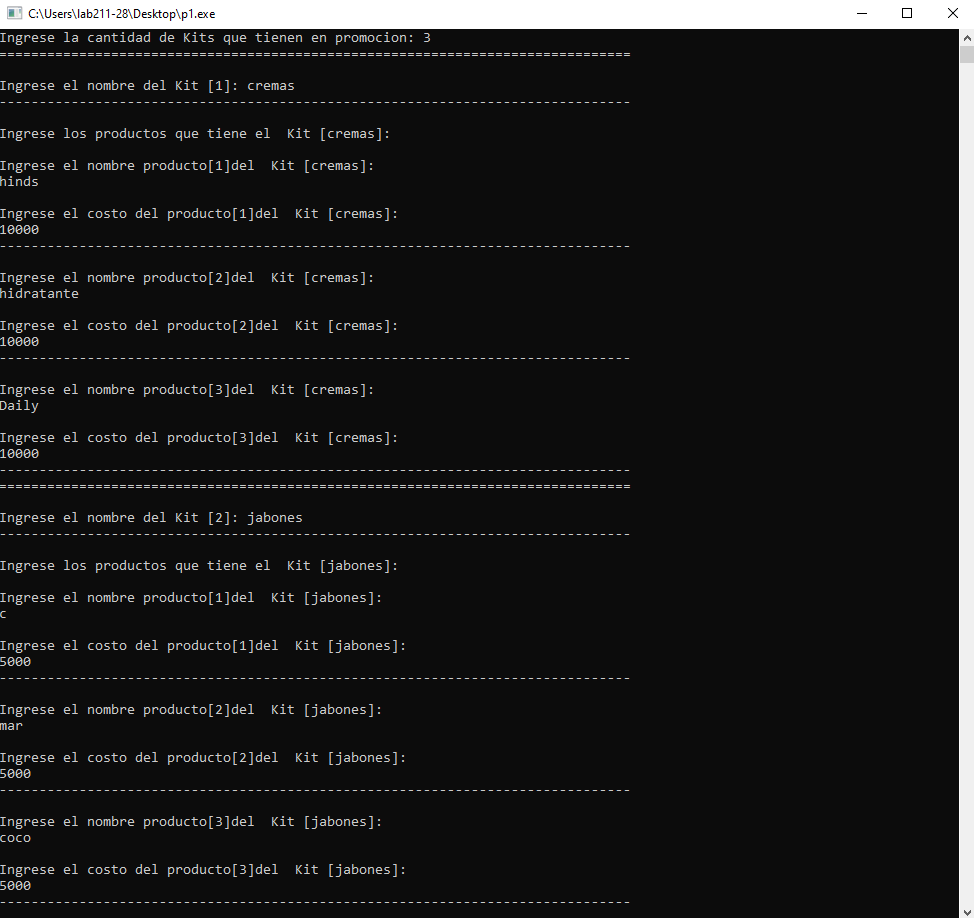 C:\Users\lab211-28\Desktop\p1.exe
Ingrese la cantidad de Kits que tienen en promocion: 3
===============================================================================
Ingrese el nombre del Kit [1]: cremas
-------------------------------------------------------------------------------
Ingrese los productos que tiene el  Kit [cremas]:
Ingrese el nombre producto[1]del  Kit [cremas]:
hinds
Ingrese el costo del producto[1]del  Kit [cremas]:
10000
-------------------------------------------------------------------------------
Ingrese el nombre producto[2]del  Kit [cremas]:
hidratante
Ingrese el costo del producto[2]del  Kit [cremas]:
10000
-------------------------------------------------------------------------------
Ingrese el nombre producto[3]del  Kit [cremas]:
Daily
Ingrese el costo del producto[3]del  Kit [cremas]:
10000
-------------------------------------------------------------------------------
===============================================================================
Ingrese el nombre del Kit [2]: jabones
-------------------------------------------------------------------------------
Ingrese los productos que tiene el  Kit [jabones]:
Ingrese el nombre producto[1]del  Kit [jabones]:
c
Ingrese el costo del producto[1]del  Kit [jabones]:
5000
-------------------------------------------------------------------------------
Ingrese el nombre producto[2]del  Kit [jabones]:
mar
Ingrese el costo del producto[2]del  Kit [jabones]:
5000
-------------------------------------------------------------------------------
Ingrese el nombre producto[3]del  Kit [jabones]:
coco
Ingrese el costo del producto[3]del  Kit [jabones]:
5000
-------------------------------------------------------------------------------